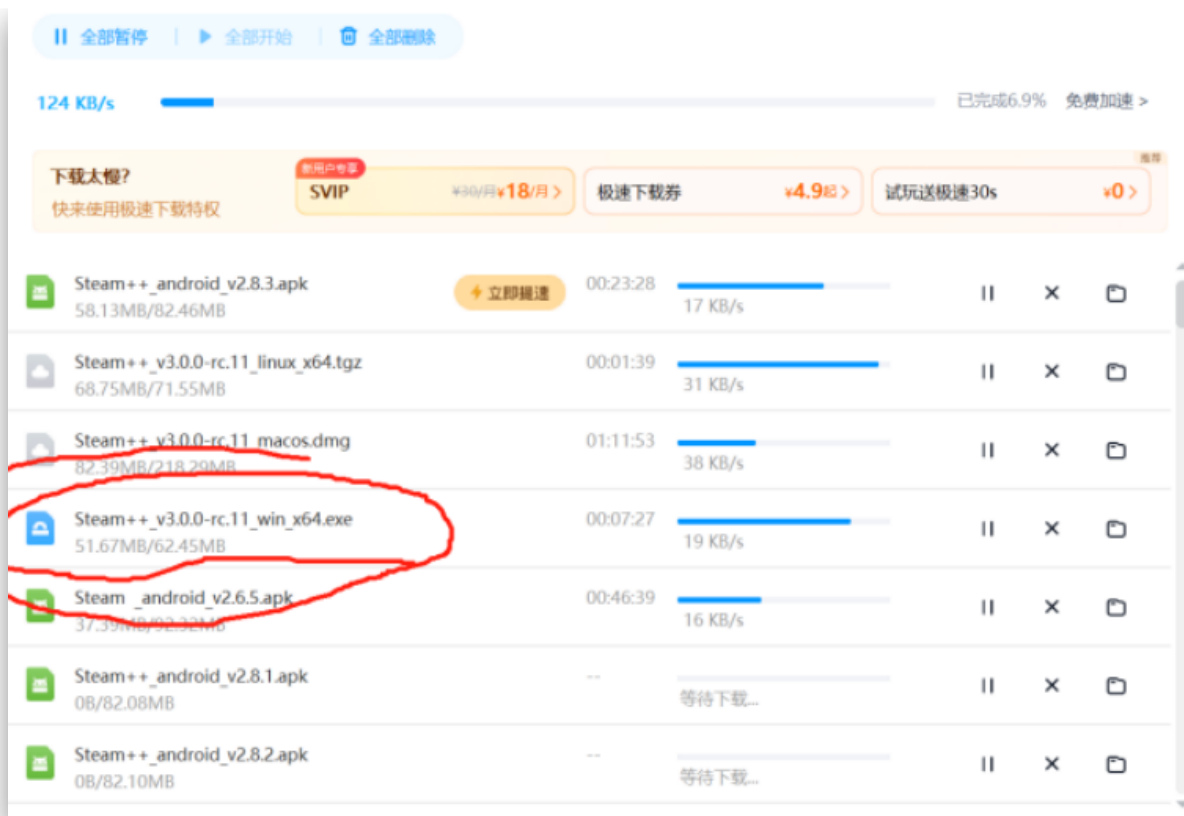 全部暂停 全部开始 全部删除
124 KB/s 已完成6.9% 免费加速 >
推荐
下载太慢?
快来使用极速下载特权
新用户专享
SVIP ¥30/月¥18/月 >
极速下载券 ¥4.9起 >
试玩送极速30s ¥0 >
Steam++_android_v2.8.3.apk
58.13MB/82.46MB
立即提速
00:23:28
17 KB/s
Steam++_v3.0.0-rc.11_linux_x64.tgz
68.75MB/71.55MB
00:01:39
31 KB/s
Steam++_v3.0.0-rc.11_macos.dmg
82.39MB/218.29MB
01:11:53
38 KB/s
Steam++_v3.0.0-rc.11_win_x64.exe
51.67MB/62.45MB
00:07:27
19 KB/s
Steam _android_v2.6.5.apk
37.39MB/92.32MB
00:46:39
16 KB/s
Steam++_android_v2.8.1.apk
0B/82.08MB
--
等待下载...
Steam++_android_v2.8.2.apk
0B/82.10MB
--
等待下载...